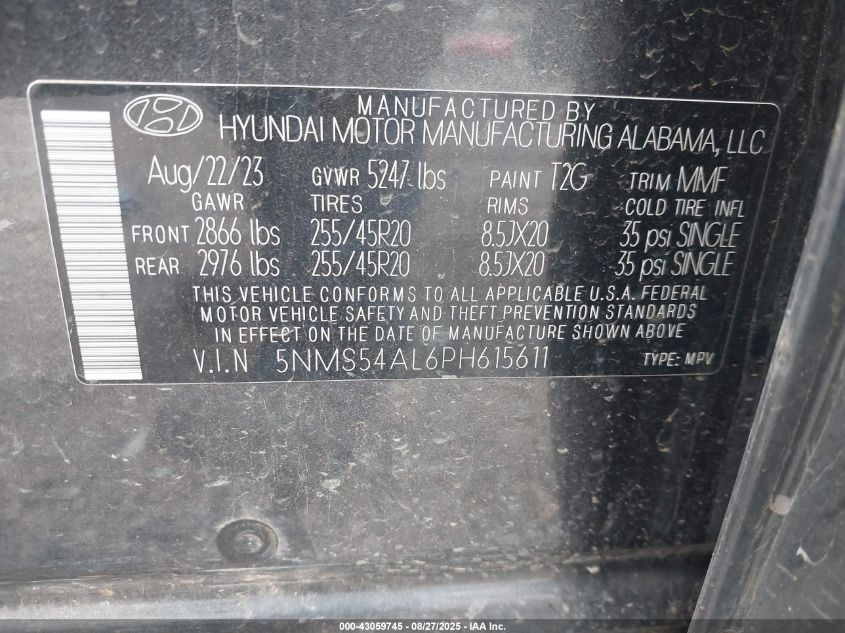 MANUFACTURED BY
HYUNDAI MOTOR MANUFACTURING ALABAMA, LLC
Aug/22/23 GVWR 5247 lbs PAINT T2G TRIM MMF
GAWR TIRES RIMS COLD TIRE INFL
FRONT 2866 lbs 255/45R20 8.5JX20 35 psi SINGLE
REAR 2976 lbs 255/45R20 8.5JX20 35 psi SINGLE
THIS VEHICLE CONFORMS TO ALL APPLICABLE U.S.A. FEDERAL
MOTOR VEHICLE SAFETY AND THEFT PREVENTION STANDARDS
IN EFFECT ON THE DATE OF MANUFACTURE SHOWN ABOVE
V.I.N 5NMS54AL6PH615611 TYPE: MPV
000-43059745 - 08/27/2025 - IAA Inc.